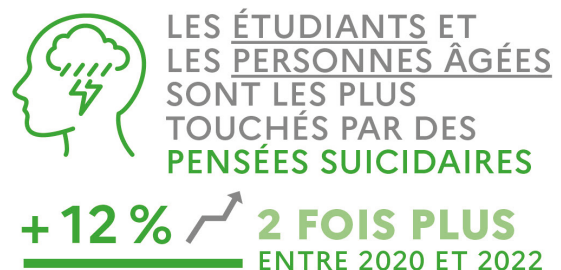 LES ÉTUDIANTS ET
LES PERSONNES ÂGÉES
SONT LES PLUS
TOUCHÉS PAR DES
PENSÉES SUICIDAIRES
+ 12 % 2 FOIS PLUS
ENTRE 2020 ET 2022